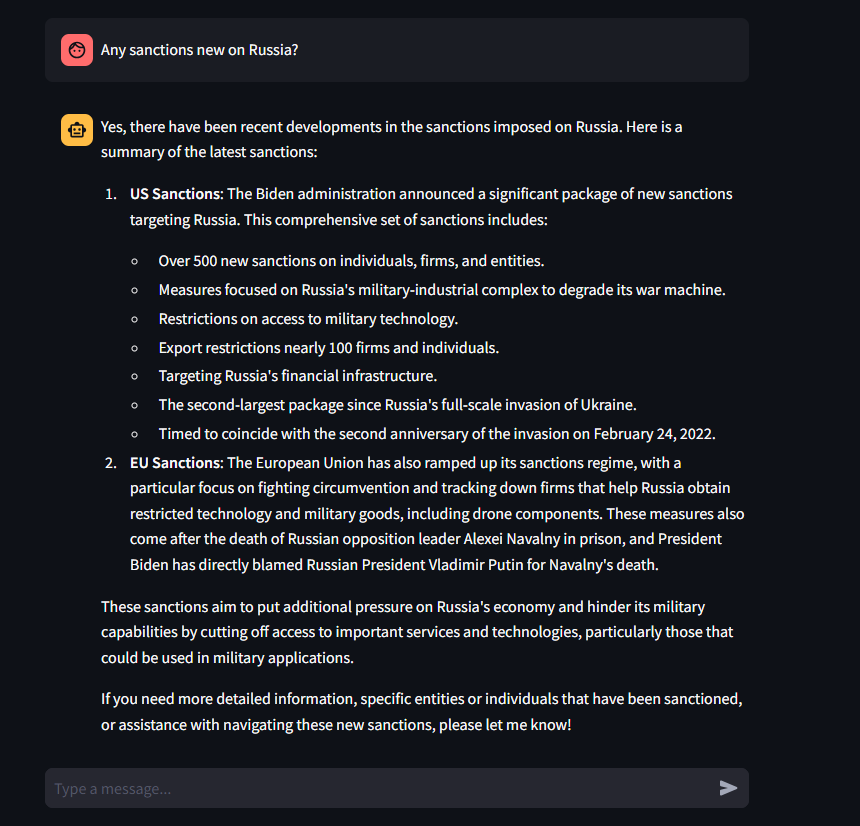 Any sanctions new on Russia?
Yes, there have been recent developments in the sanctions imposed on Russia. Here is a
summary of the latest sanctions:
1. US Sanctions: The Biden administration announced a significant package of new sanctions
targeting Russia. This comprehensive set of sanctions includes:
Over 500 new sanctions on individuals, firms, and entities.
Measures focused on Russia's military-industrial complex to degrade its war machine.
Restrictions on access to military technology.
Export restrictions nearly 100 firms and individuals.
Targeting Russia's financial infrastructure.
The second-largest package since Russia's full-scale invasion of Ukraine.
Timed to coincide with the second anniversary of the invasion on February 24, 2022.
2. EU Sanctions: The European Union has also ramped up its sanctions regime, with a
particular focus on fighting circumvention and tracking down firms that help Russia obtain
restricted technology and military goods, including drone components. These measures also
come after the death of Russian opposition leader Alexei Navalny in prison, and President
Biden has directly blamed Russian President Vladimir Putin for Navalny's death.
These sanctions aim to put additional pressure on Russia's economy and hinder its military
capabilities by cutting off access to important services and technologies, particularly those that
could be used in military applications.
If you need more detailed information, specific entities or individuals that have been sanctioned,
or assistance with navigating these new sanctions, please let me know!
Type a message...